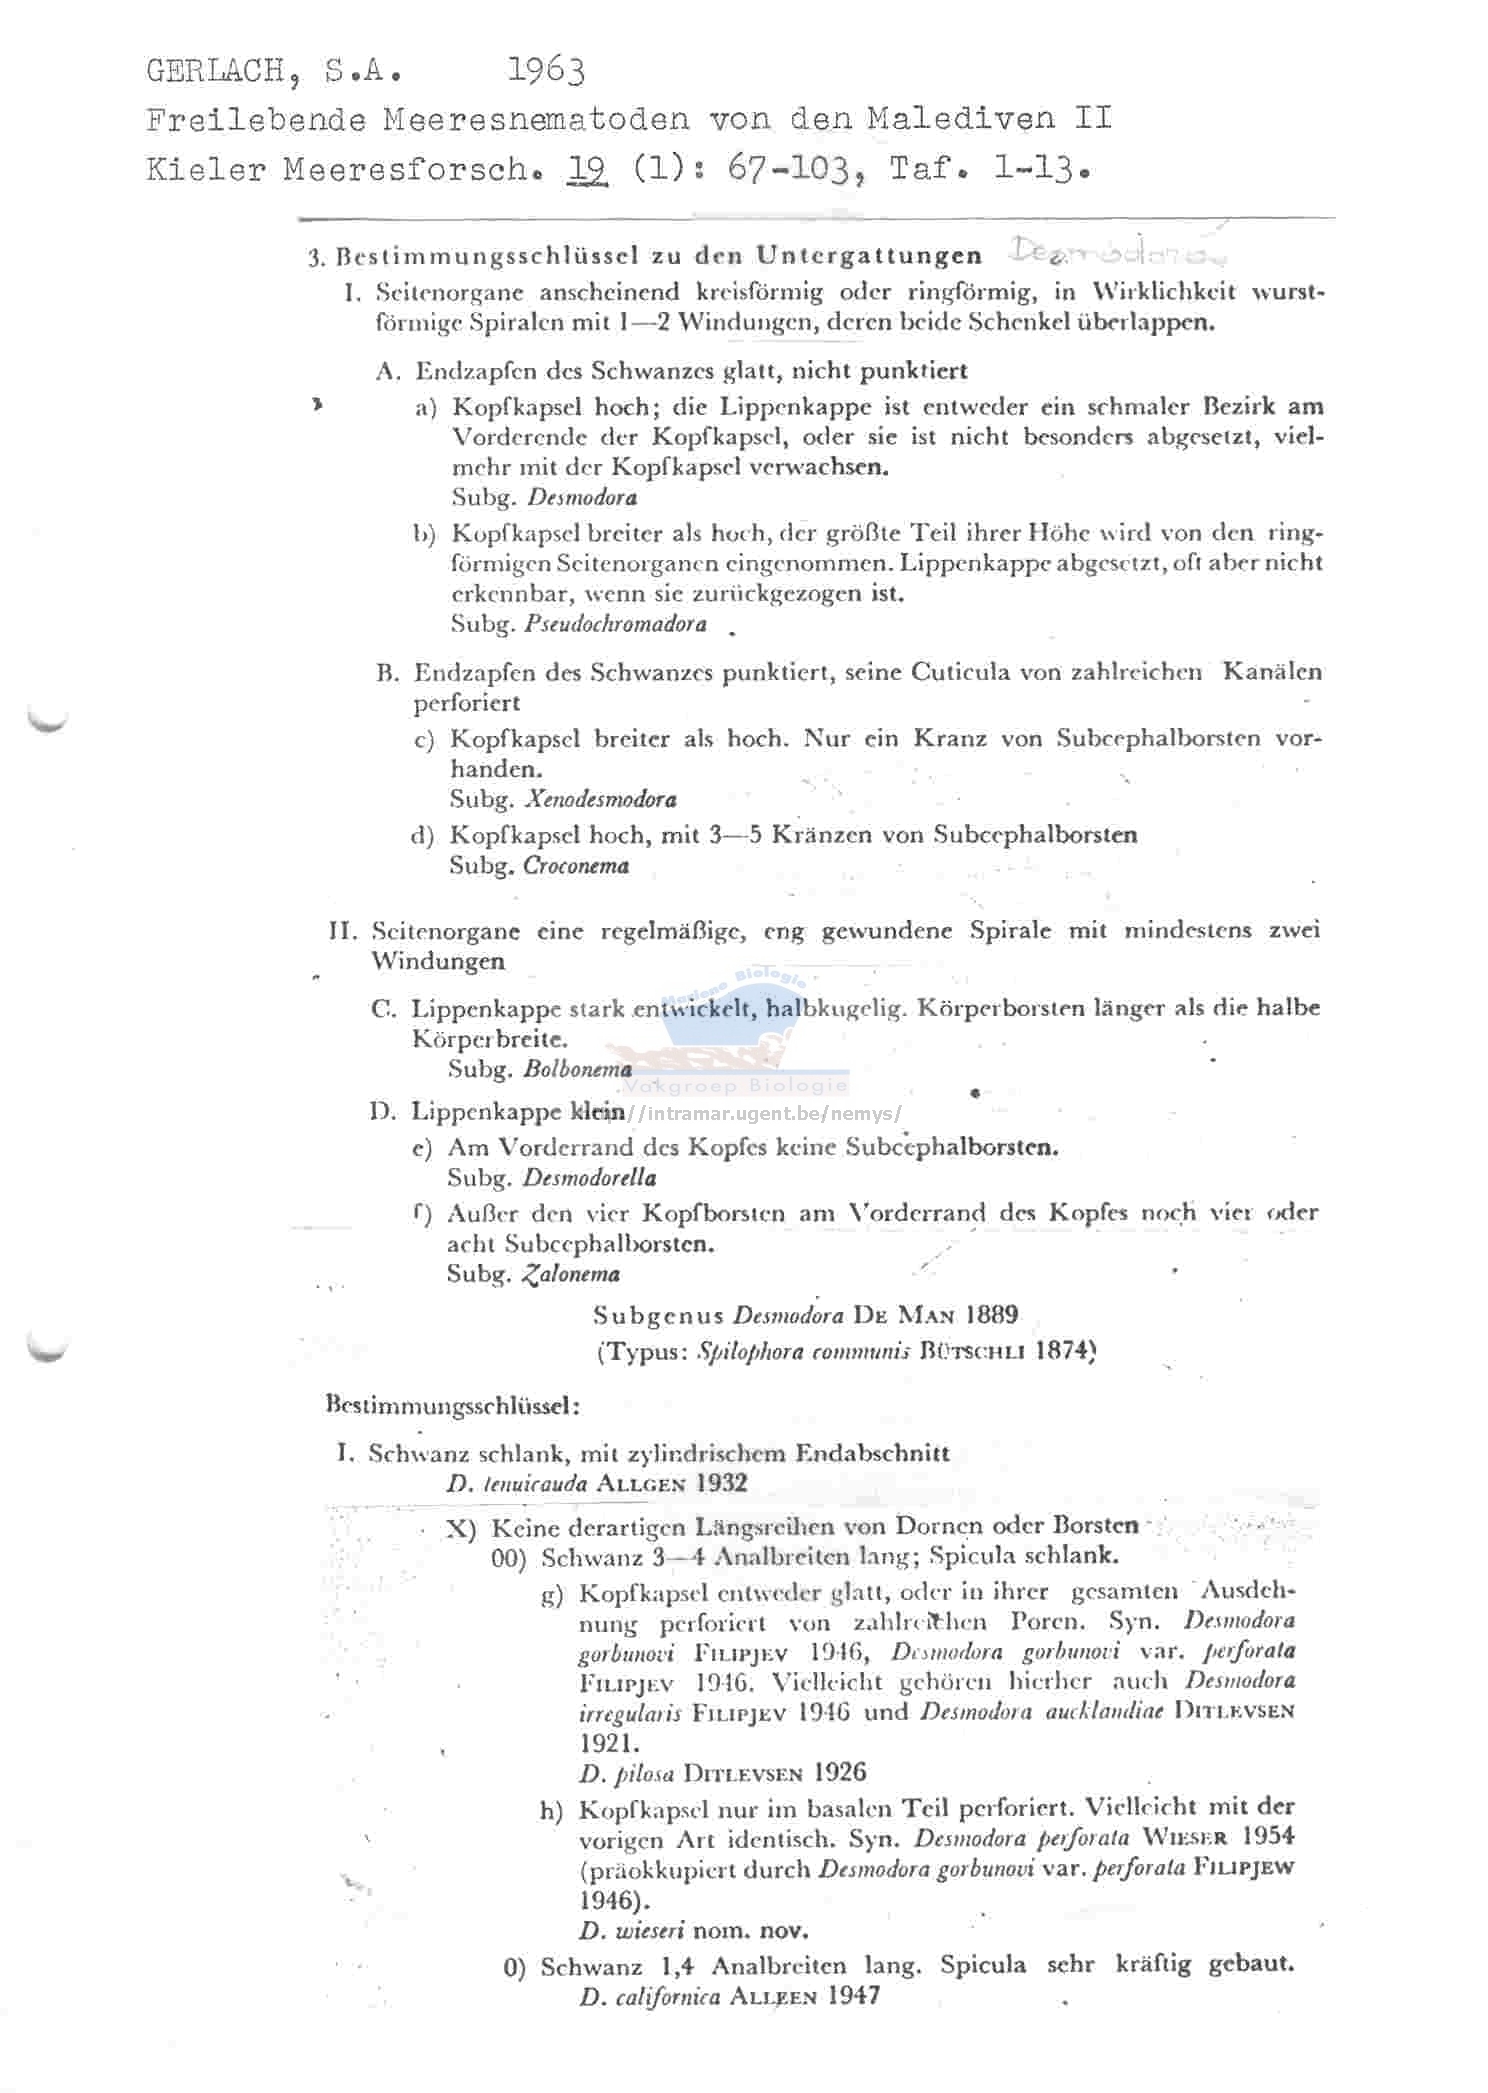 GERLACH, S.A. 1963
Freilebende Meeresnematoden von den Malediven II
Kieler Meeresforsch. 19 (1): 67-103, Taf. 1-13.
3. Bestimmungsschlüssel zu den Untergattungen Desmodora
I. Seitenorgane anscheinend kreisförmig oder ringförmig, in Wirklichkeit wurst-
förmige Spiralen mit 1—2 Windungen, deren beide Schenkel überlappen.
A. Endzapfen des Schwanzes glatt, nicht punktiert
a) Kopfkapsel hoch; die Lippenkappe ist entweder ein schmaler Bezirk am
Vorderende der Kopfkapsel, oder sie ist nicht besonders abgesetzt, viel-
mehr mit der Kopfkapsel verwachsen.
Subg. Desmodora
b) Kopfkapsel breiter als hoch, der größte Teil ihrer Höhe wird von den ring-
förmigen Seitenorganen eingenommen. Lippenkappe abgesetzt, oft aber nicht
erkennbar, wenn sie zurückgezogen ist.
Subg. Pseudochromadora
B. Endzapfen des Schwanzes punktiert, seine Cuticula von zahlreichen Kanälen
perforiert
c) Kopfkapsel breiter als hoch. Nur ein Kranz von Subcephalborsten vor-
handen.
Subg. Xenodesmodora
d) Kopfkapsel hoch, mit 3—5 Kränzen von Subcephalborsten
Subg. Croconema
II. Seitenorgane eine regelmäßige, eng gewundene Spirale mit mindestens zwei
Windungen
Mariene Biologie
C. Lippenkappe stark entwickelt, halbkugelig. Körperborsten länger als die halbe
Körperbreite.
Subg. Bolbonema
Vakgroep Biologie
D. Lippenkappe klein
//intramar.ugent.be/nemys/
e) Am Vorderrand des Kopfes keine Subcephalborsten.
Subg. Desmodorella
f) Außer den vier Kopfborsten am Vorderrand des Kopfes noch vier oder
acht Subcephalborsten.
Subg. Zalonema
Subgenus Desmodora DE MAN 1889
(Typus: Spilophora communis BÜTSCHLI 1874)
Bestimmungsschlüssel:
I. Schwanz schlank, mit zylindrischem Endabschnitt
D. tenuicauda ALLGEN 1932
X) Keine derartigen Längsreihen von Dornen oder Borsten
00) Schwanz 3—4 Analbreiten lang; Spicula schlank.
g) Kopfkapsel entweder glatt, oder in ihrer gesamten Ausdeh-
nung perforiert von zahlreichen Poren. Syn. Desmodora
gorbunovi FILIPJEV 1946, Desmodora gorbunovi var. perforata
FILIPJEV 1946. Vielleicht gehören hierher auch Desmodora
irregularis FILIPJEV 1946 und Desmodora aucklandiae DITLEVSEN
1921.
D. pilosa DITLEVSEN 1926
h) Kopfkapsel nur im basalen Teil perforiert. Vielleicht mit der
vorigen Art identisch. Syn. Desmodora perforata WIESER 1954
(präokkupiert durch Desmodora gorbunovi var. perforata FILIPJEW
1946).
D. wieseri nom. nov.
0) Schwanz 1,4 Analbreiten lang. Spicula sehr kräftig gebaut.
D. californica ALLEEN 1947